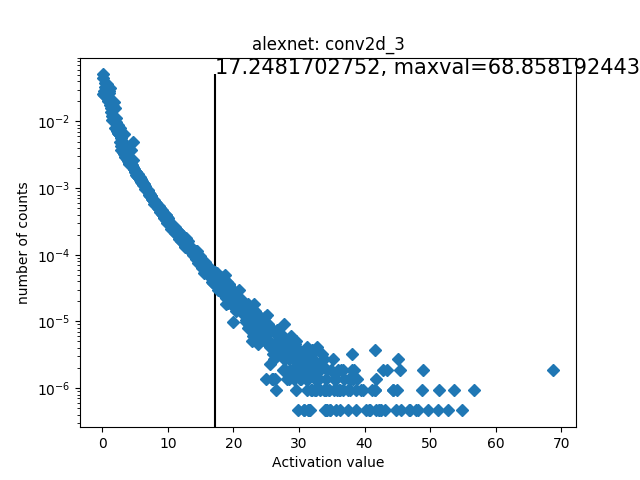 alexnet: conv2d_3
17.2481702752, maxval=68.858192443
number of counts
10⁻²
10⁻³
10⁻⁴
10⁻⁵
10⁻⁶
0 10 20 30 40 50 60 70
Activation value